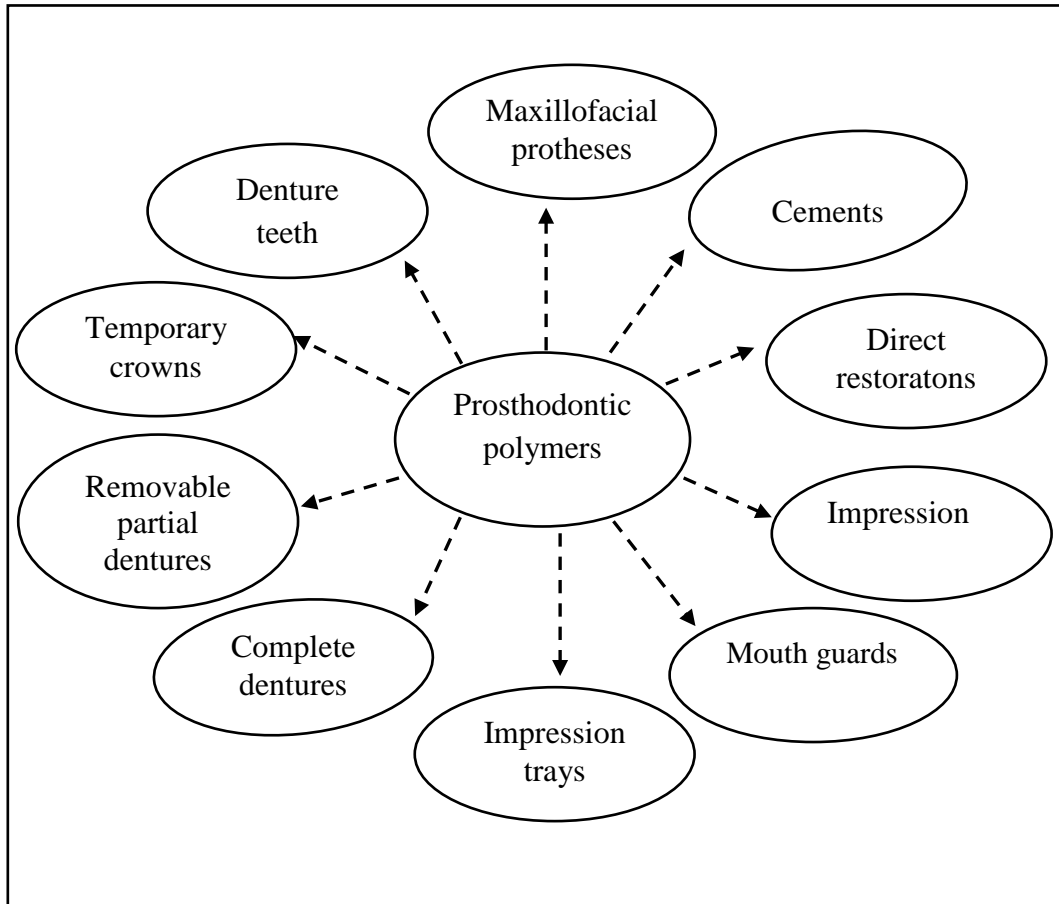 Maxillofacial
protheses
Denture
teeth
Cements
Temporary
crowns
Direct
restoratons
Prosthodontic
polymers
Removable
partial
dentures
Impression
Complete
dentures
Mouth guards
Impression
trays